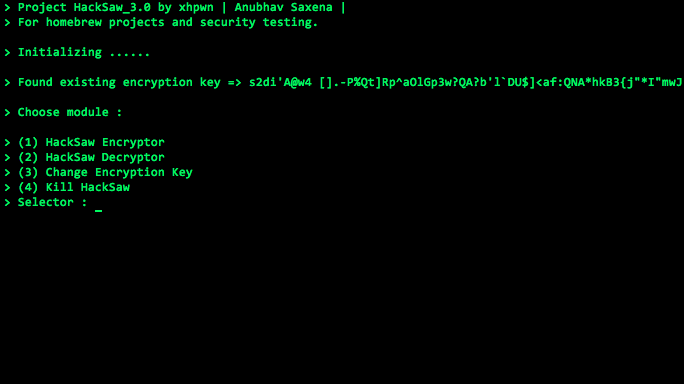 > Project HackSaw_3.0 by xhpwn | Anubhav Saxena |
> For homebrew projects and security testing.
> Initializing ......
> Found existing encryption key => s2di'A@w4 [].-P%Qt]Rp^aOlGp3w?QA?b'l`DU$]<af:QNA*hkB3{j"*I"mwJ
> Choose module :
> (1) HackSaw Encryptor
> (2) HackSaw Decryptor
> (3) Change Encryption Key
> (4) Kill HackSaw
> Selector : _